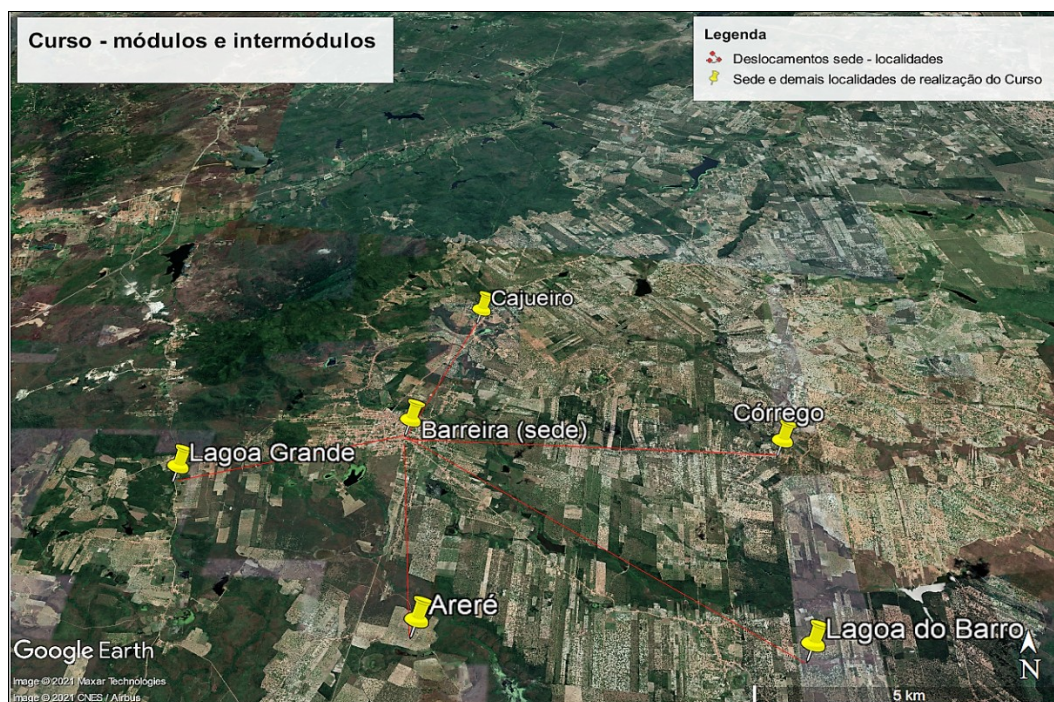 Curso - módulos e intermódulos
Legenda
Deslocamentos sede - localidades
Sede e demais localidades de realização do Curso
Cajueiro
Córrego
Barreira (sede)
Lagoa Grande
Areré
Lagoa do Barro
Google Earth
N
Image © 2021 Maxar Technologies
Image © 2021 CNES / Airbus
5 km